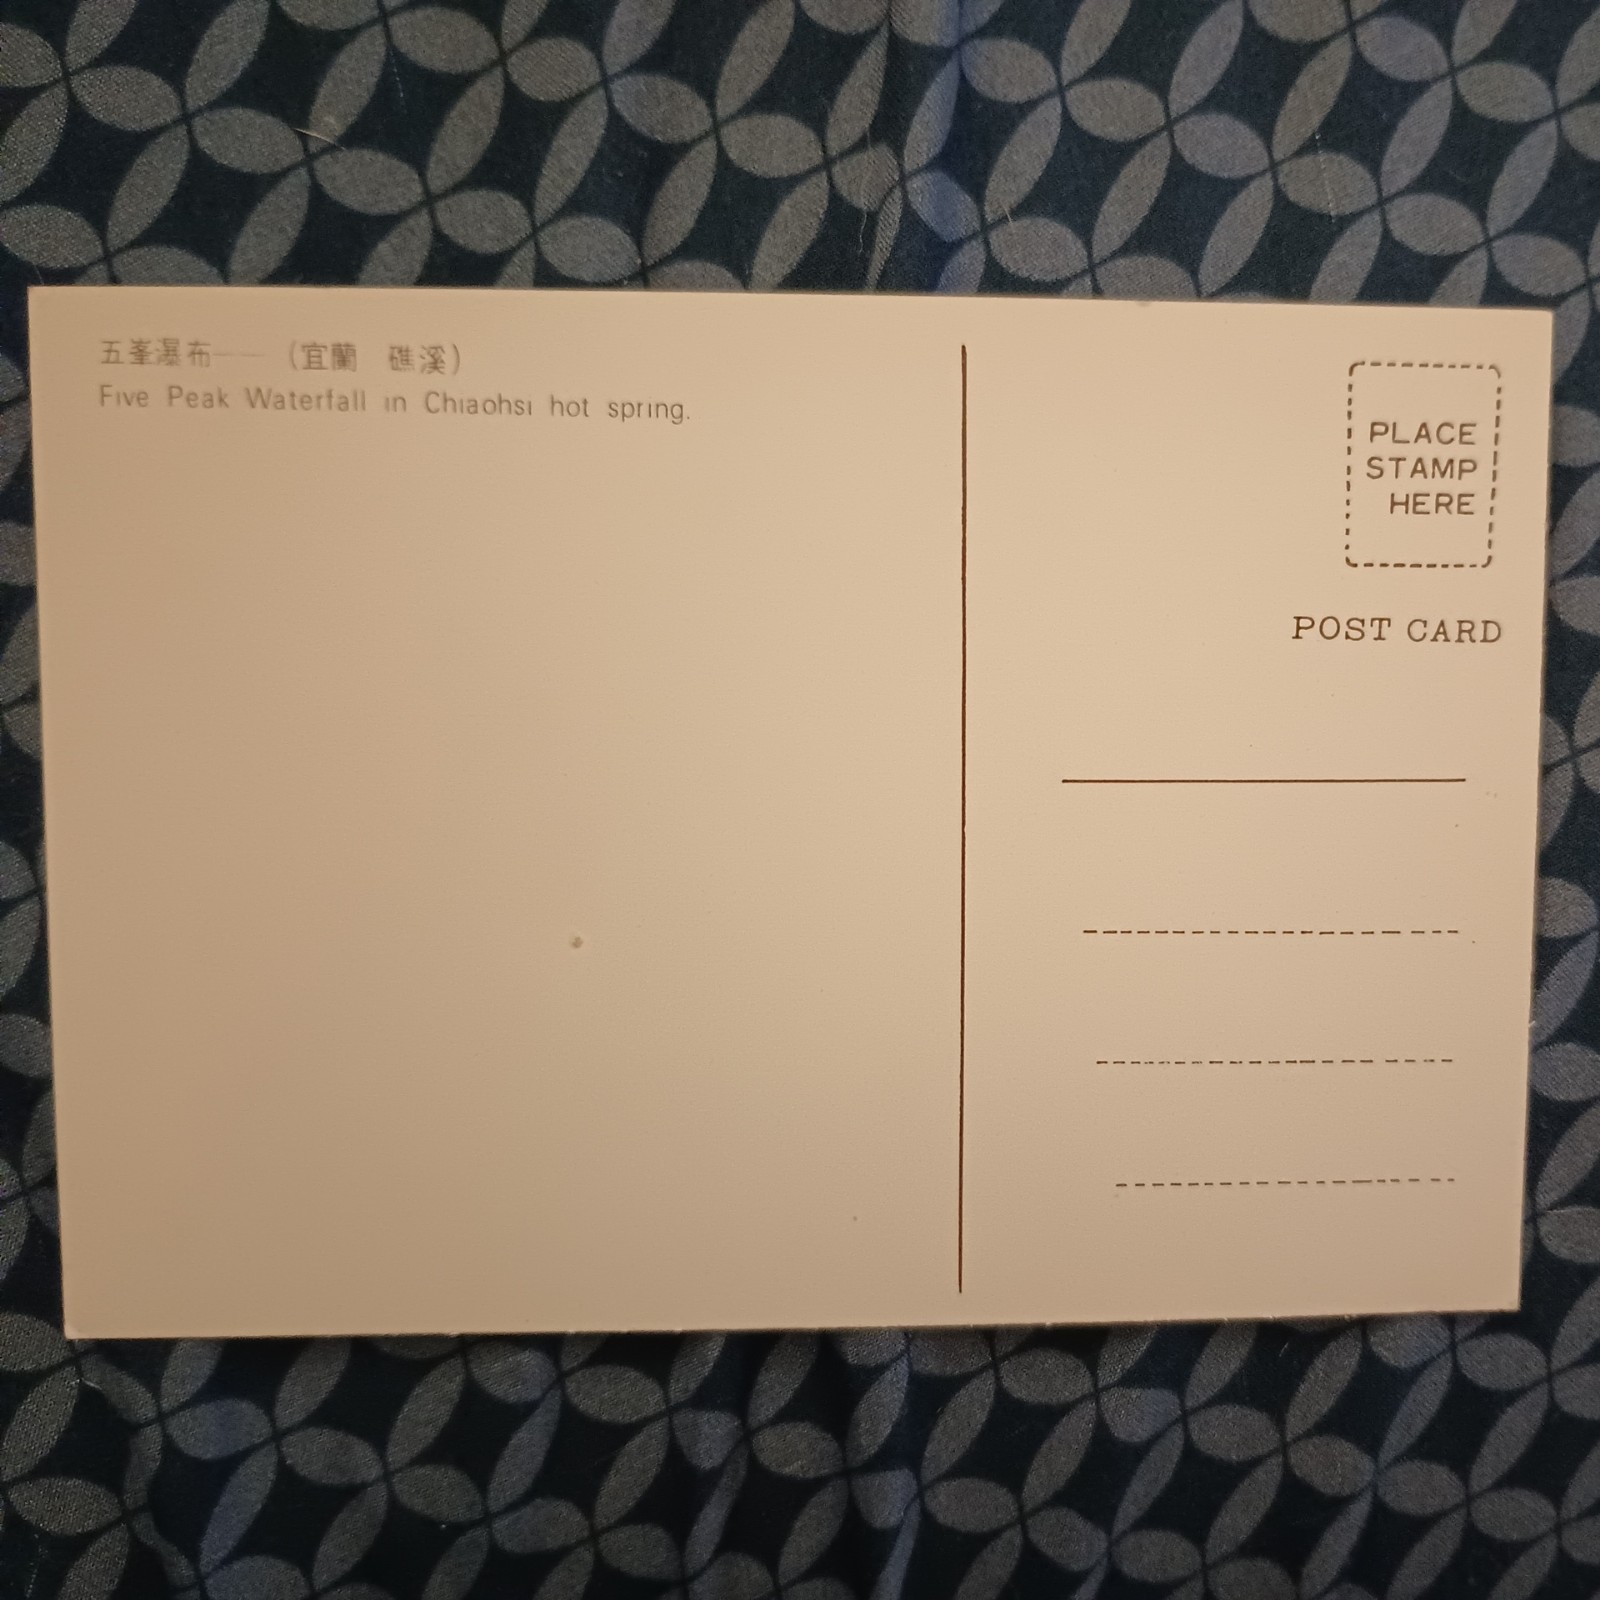 五峯瀑布——（宜蘭　礁溪）
Five Peak Waterfall in Chiaohsi hot spring.
PLACE
STAMP
HERE
POST CARD